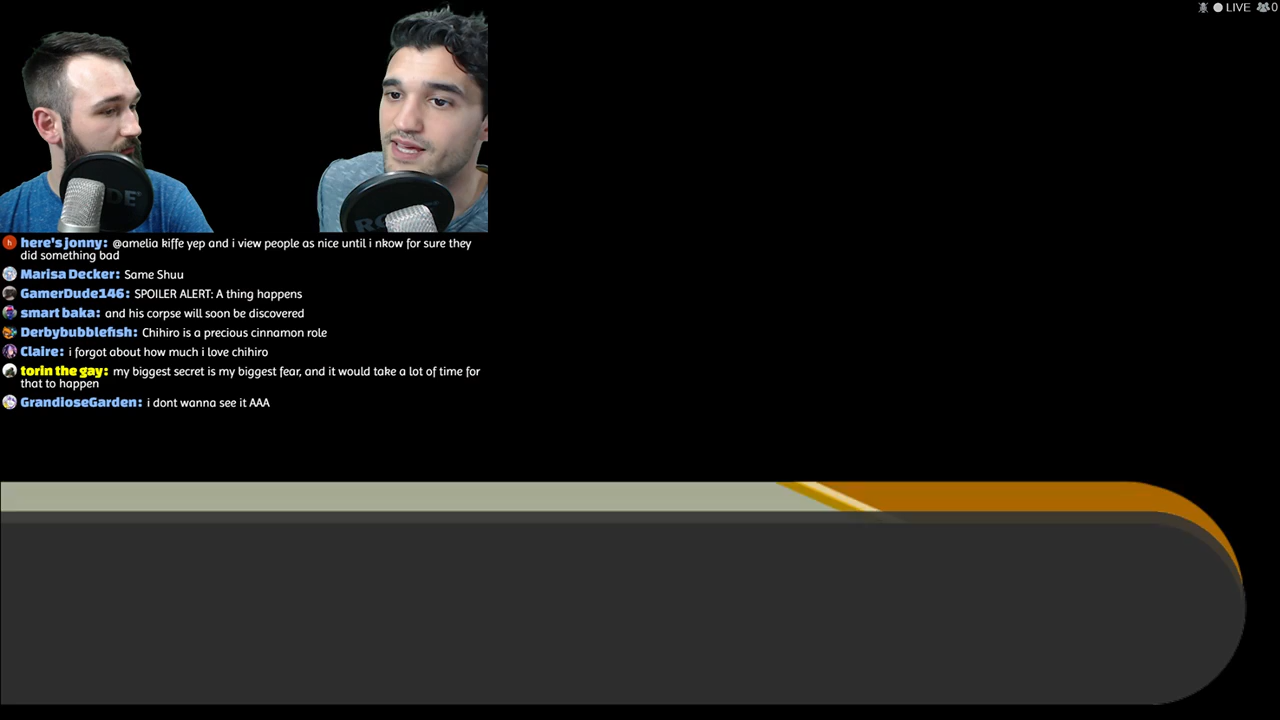 LIVE 0
DE
RO
here's jonny: @amelia kiffe yep and i view people as nice until i nkow for sure they
did something bad
Marisa Decker: Same Shuu
GamerDude146: SPOILER ALERT: A thing happens
smart baka: and his corpse will soon be discovered
Derbybubblefish: Chihiro is a precious cinnamon role
Claire: i forgot about how much i love chihiro
torin the gay: my biggest secret is my biggest fear, and it would take a lot of time for
that to happen
GrandioseGarden: i dont wanna see it AAA